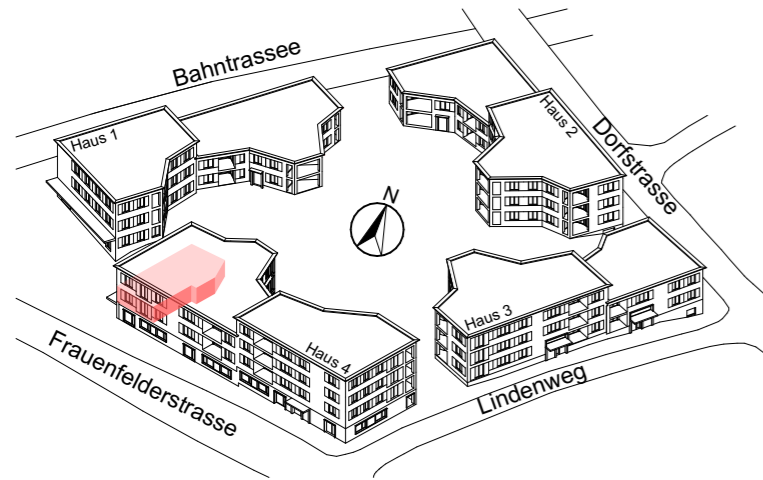 Bahntrassee
Haus 1
Haus 2
Dorfstrasse
N
Haus 3
Haus 4
Frauenfelderstrasse
Lindenweg